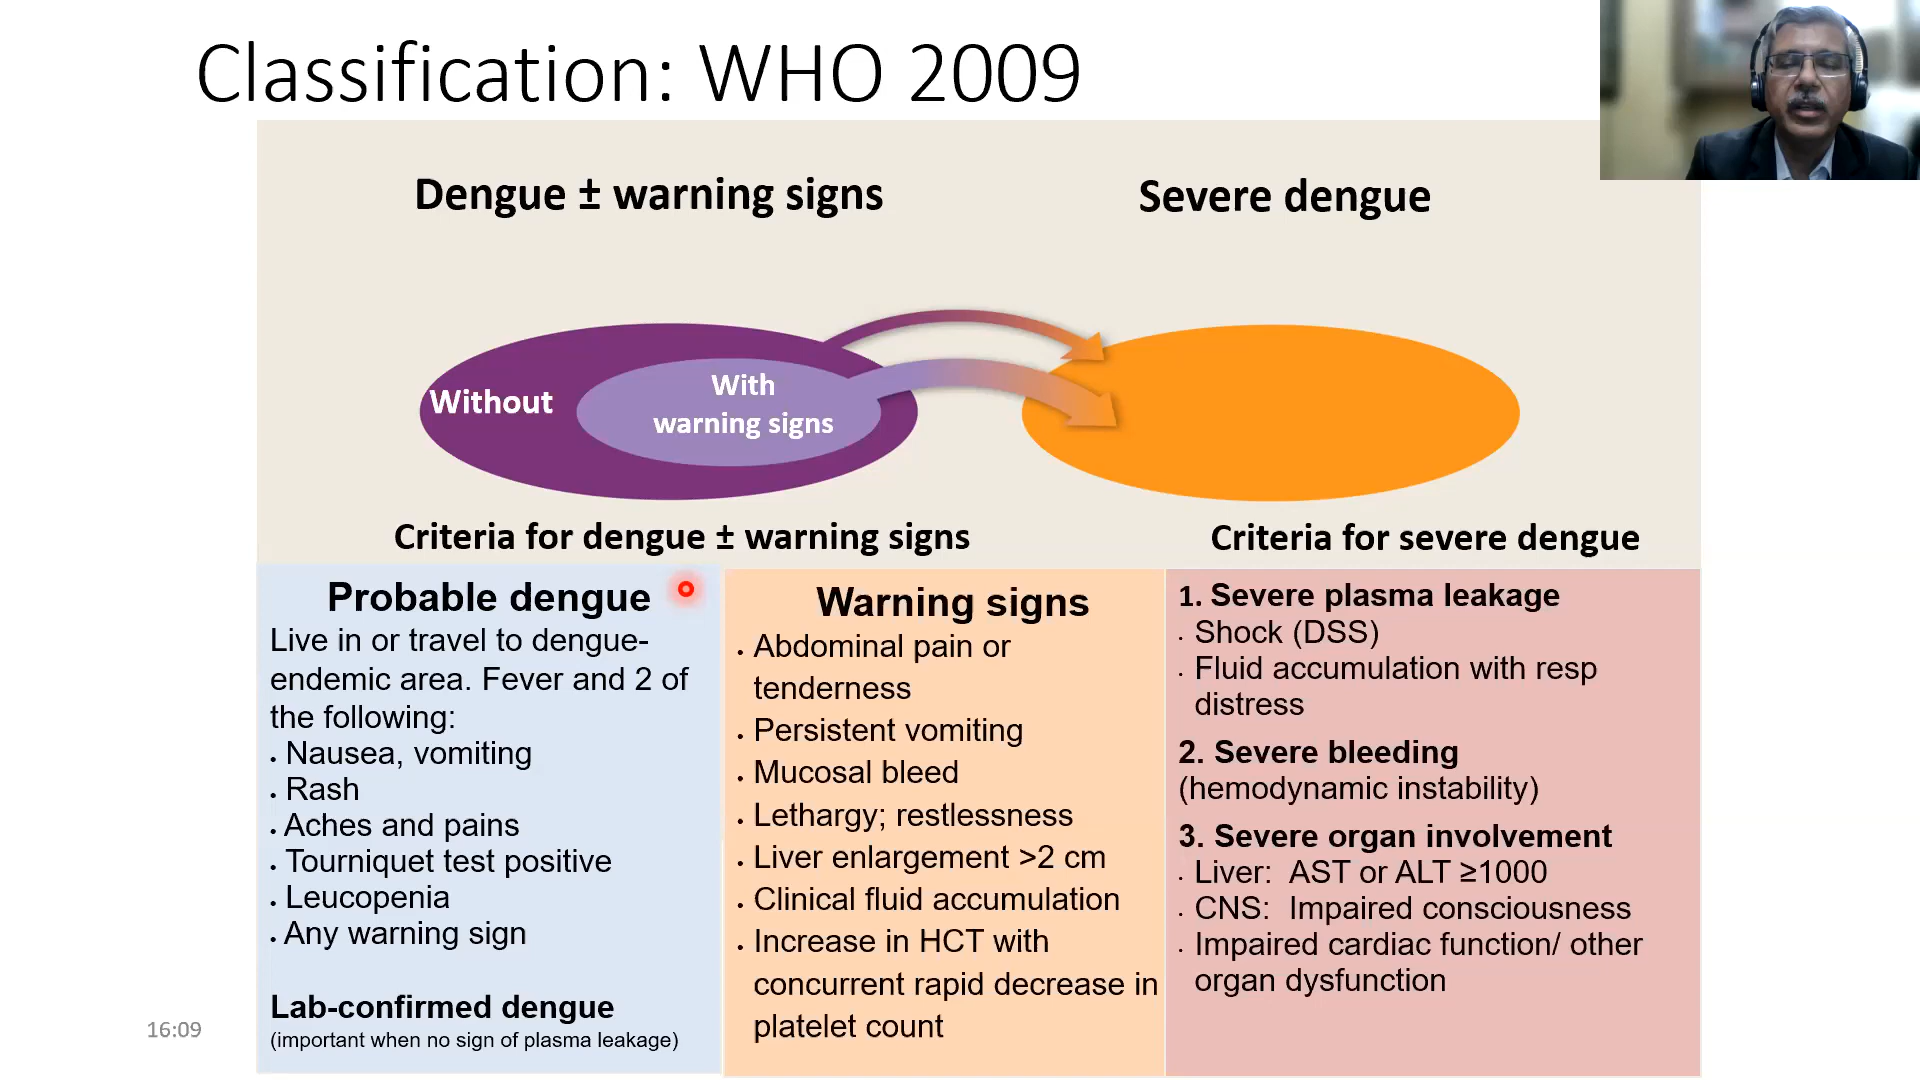 Classification: WHO 2009
Dengue ± warning signs
Severe dengue
Without
With
warning signs
Criteria for dengue ± warning signs
Criteria for severe dengue
Probable dengue
Live in or travel to dengue-
endemic area. Fever and 2 of
the following:
• Nausea, vomiting
• Rash
• Aches and pains
• Tourniquet test positive
• Leucopenia
• Any warning sign
Lab-confirmed dengue
(important when no sign of plasma leakage)
Warning signs
• Abdominal pain or
tenderness
• Persistent vomiting
• Mucosal bleed
• Lethargy; restlessness
• Liver enlargement >2 cm
• Clinical fluid accumulation
• Increase in HCT with
concurrent rapid decrease in
platelet count
1. Severe plasma leakage
• Shock (DSS)
• Fluid accumulation with resp
distress
2. Severe bleeding
(hemodynamic instability)
3. Severe organ involvement
• Liver: AST or ALT ≥1000
• CNS: Impaired consciousness
• Impaired cardiac function/ other
organ dysfunction
16:09